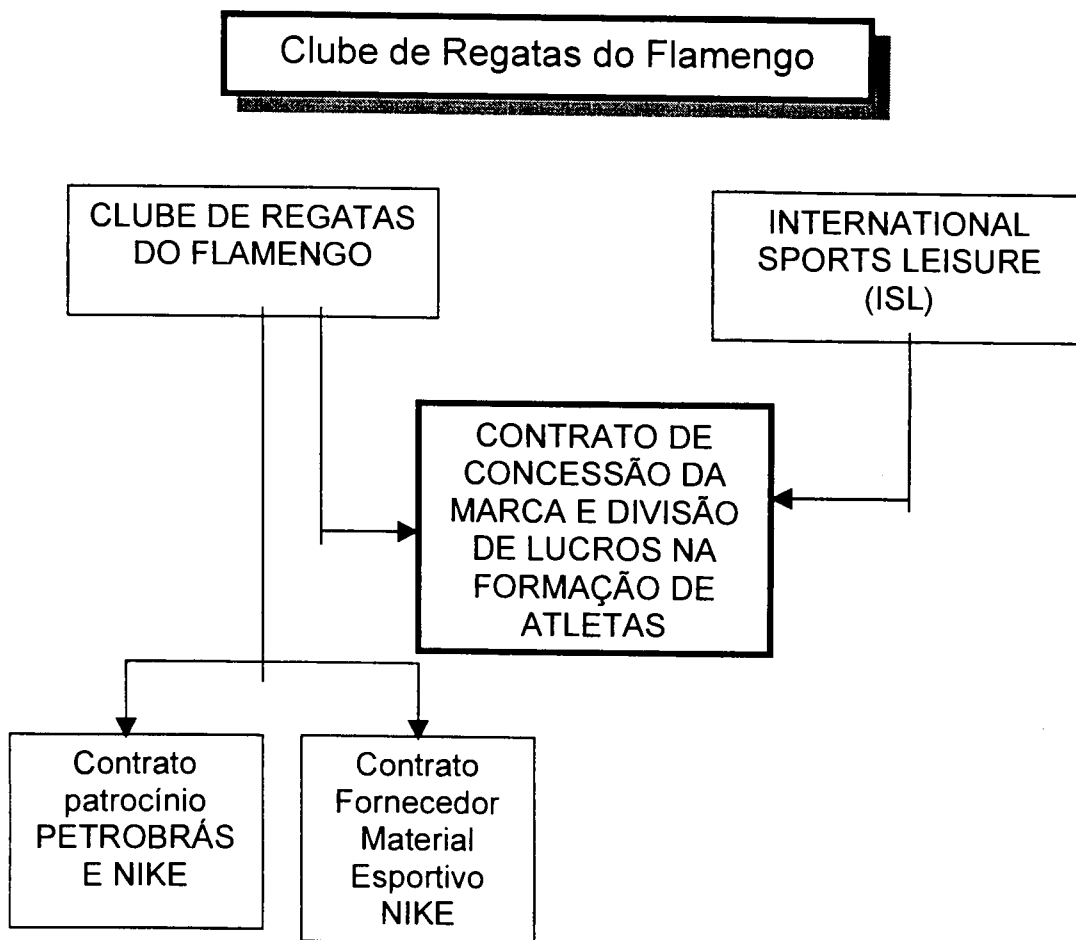 Clube de Regatas do Flamengo
CLUBE DE REGATAS
DO FLAMENGO
INTERNATIONAL
SPORTS LEISURE
(ISL)
CONTRATO DE
CONCESSÃO DA
MARCA E DIVISÃO
DE LUCROS NA
FORMAÇÃO DE
ATLETAS
Contrato
patrocínio
PETROBRÁS
E NIKE
Contrato
Fornecedor
Material
Esportivo
NIKE